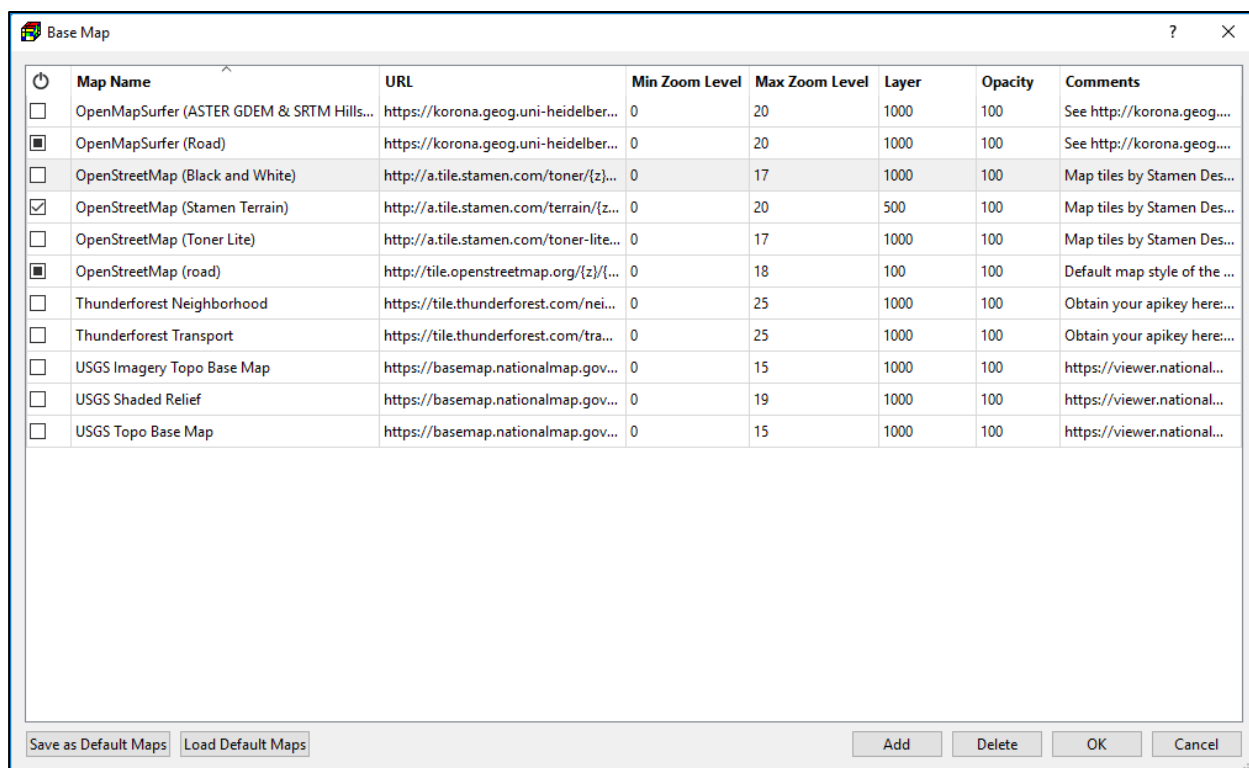 Base Map
? ×
Map Name URL Min Zoom Level Max Zoom Level Layer Opacity Comments
OpenMapSurfer (ASTER GDEM & SRTM Hills... https://korona.geog.uni-heidelber... 0 20 1000 100 See http://korona.geog....
OpenMapSurfer (Road) https://korona.geog.uni-heidelber... 0 20 1000 100 See http://korona.geog....
OpenStreetMap (Black and White) http://a.tile.stamen.com/toner/{z}... 0 17 1000 100 Map tiles by Stamen Des...
OpenStreetMap (Stamen Terrain) http://a.tile.stamen.com/terrain/{z... 0 20 500 100 Map tiles by Stamen Des...
OpenStreetMap (Toner Lite) http://a.tile.stamen.com/toner-lite... 0 17 1000 100 Map tiles by Stamen Des...
OpenStreetMap (road) http://tile.openstreetmap.org/{z}/{... 0 18 100 100 Default map style of the ...
Thunderforest Neighborhood https://tile.thunderforest.com/nei... 0 25 1000 100 Obtain your apikey here:...
Thunderforest Transport https://tile.thunderforest.com/tra... 0 25 1000 100 Obtain your apikey here:...
USGS Imagery Topo Base Map https://basemap.nationalmap.gov... 0 15 1000 100 https://viewer.national...
USGS Shaded Relief https://basemap.nationalmap.gov... 0 19 1000 100 https://viewer.national...
USGS Topo Base Map https://basemap.nationalmap.gov... 0 15 1000 100 https://viewer.national...
Save as Default Maps Load Default Maps Add Delete OK Cancel